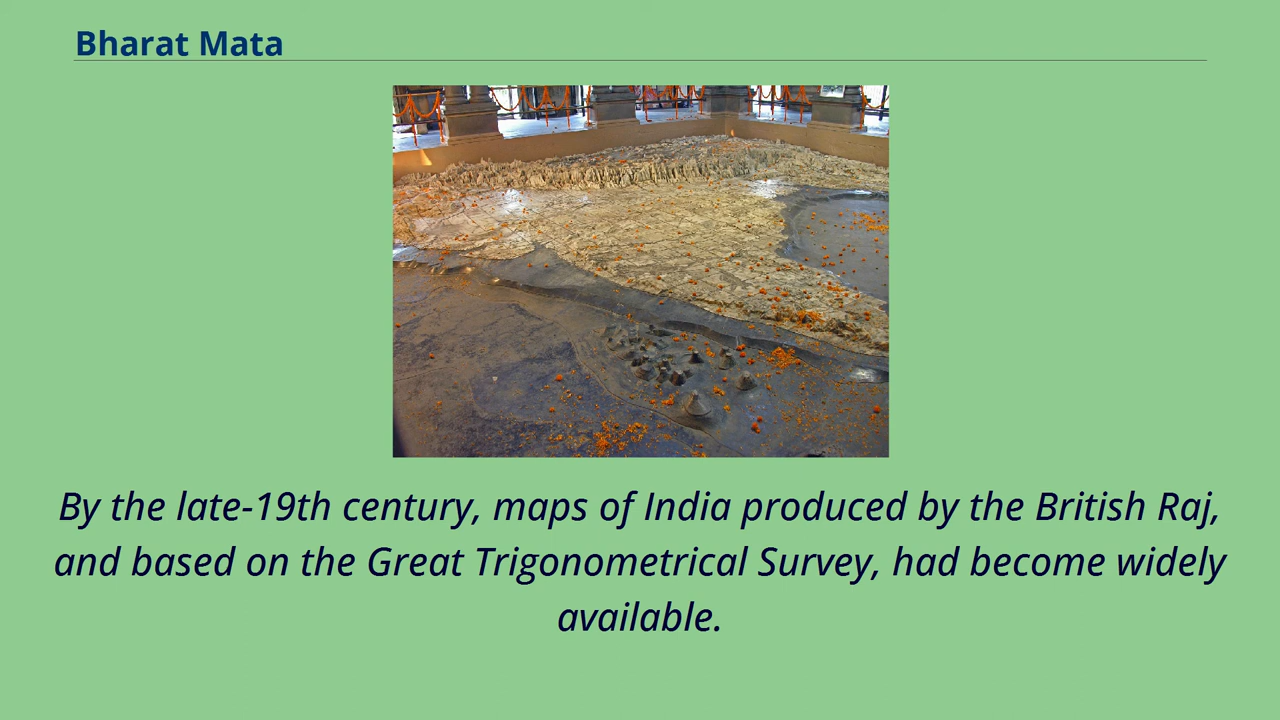 Bharat Mata
By the late-19th century, maps of India produced by the British Raj,
and based on the Great Trigonometrical Survey, had become widely
available.